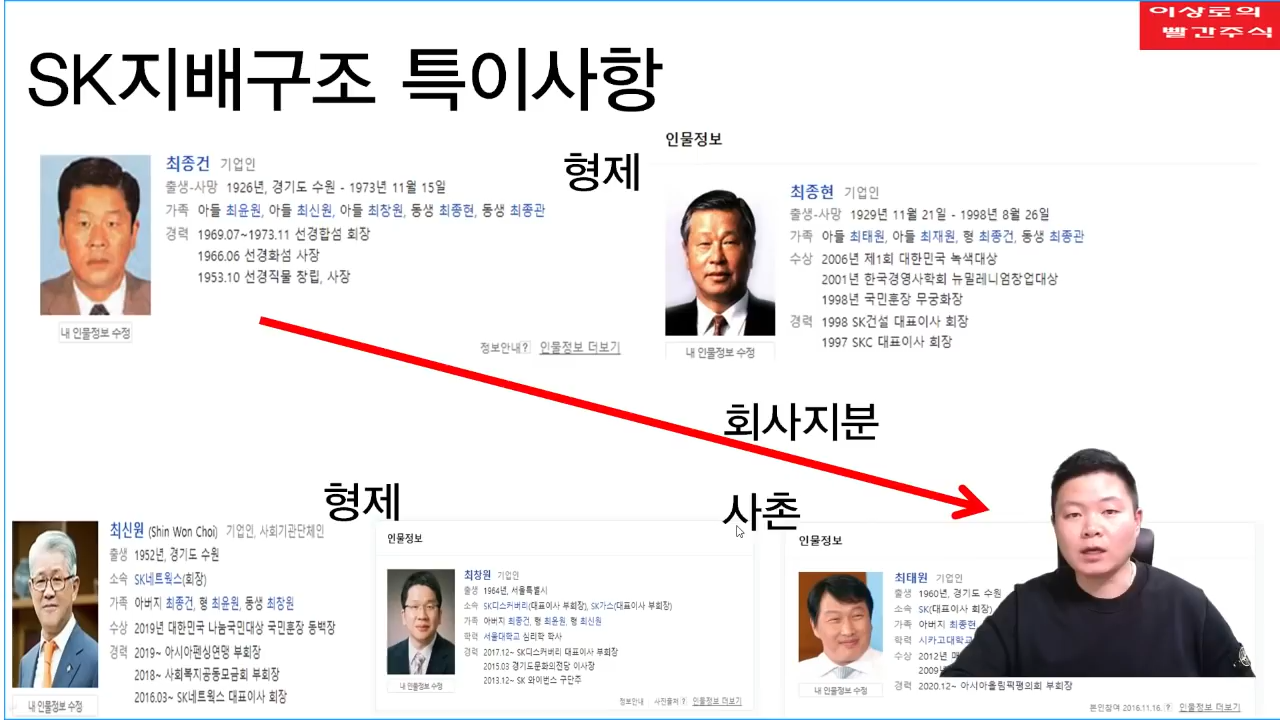 이상로의
빨간주식
SK지배구조 특이사항
최종건 기업인
출생-사망 1926년, 경기도 수원 - 1973년 11월 15일
가족 아들 최윤원, 아들 최신원, 아들 최창원, 동생 최종현, 동생 최종관
경력 1969.07~1973.11 선경합섬 회장
1966.06 선경화섬 사장
1953.10 선경직물 창립, 사장
내 인물정보 수정
정보안내? 인물정보 더보기
형제
인물정보
최종현 기업인
출생-사망 1929년 11월 21일 - 1998년 8월 26일
가족 아들 최태원, 아들 최재원, 형 최종건, 동생 최종관
수상 2006년 제1회 대한민국 녹색대상
2001년 한국경영사학회 뉴밀레니엄창업대상
1998년 국민훈장 무궁화장
경력 1998 SK건설 대표이사 회장
1997 SKC 대표이사 회장
내 인물정보 수정
회사지분
형제
사촌
최신원 (Shin Won Choi) 기업인, 사회기관단체인
출생 1952년, 경기도 수원
소속 SK네트웍스(회장)
가족 아버지 최종건, 형 최윤원, 동생 최창원
수상 2019년 대한민국 나눔국민대상 국민훈장 동백장
경력 2019~ 아시아펜싱연맹 부회장
2018~ 사회복지공동모금회 부회장
2016.03~ SK네트웍스 대표이사 회장
내 인물정보 수정
인물정보
최창원 기업인
출생 1964년, 서울특별시
소속 SK디스커버리(대표이사 부회장), SK가스(대표이사 부회장)
가족 아버지 최종건, 형 최윤원, 형 최신원
학력 서울대학교 심리학 학사
경력 2017.12~ SK디스커버리 대표이사 부회장
2015.03 경기도문화의전당 이사장
2013.12~ SK 와이번스 구단주
내 인물정보 수정
정보안내 사진출처? 인물정보 더보기
인물정보
최태원 기업인
출생 1960년, 경기도 수원
소속 SK(대표이사 회장)
가족 아버지 최종현,
학력 시카고대학교
수상 2012년
2009
경력 2020.12~ 아시아올림픽평의회 부회장
내 인물정보 수정
본인참여 2016.11.16. ? 인물정보 더보기